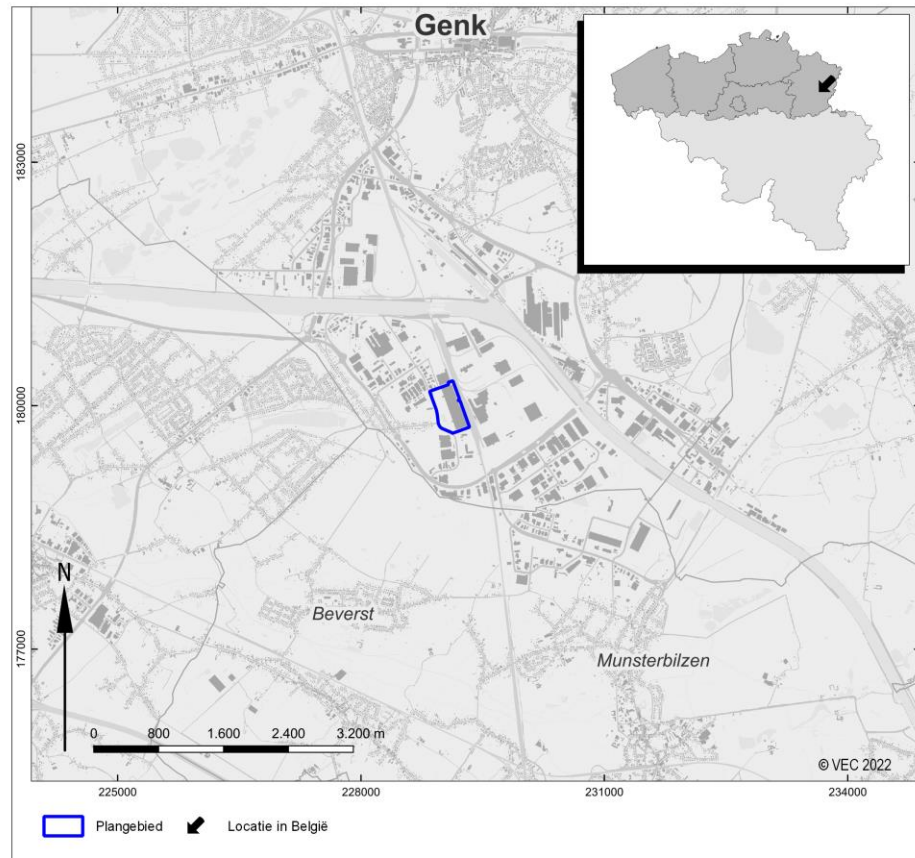 Genk
183000
180000
Beverst
177000
Munsterbilzen
N
0 800 1.600 2.400 3.200 m
© VEC 2022
225000 228000 231000 234000
Plangebied Locatie in België